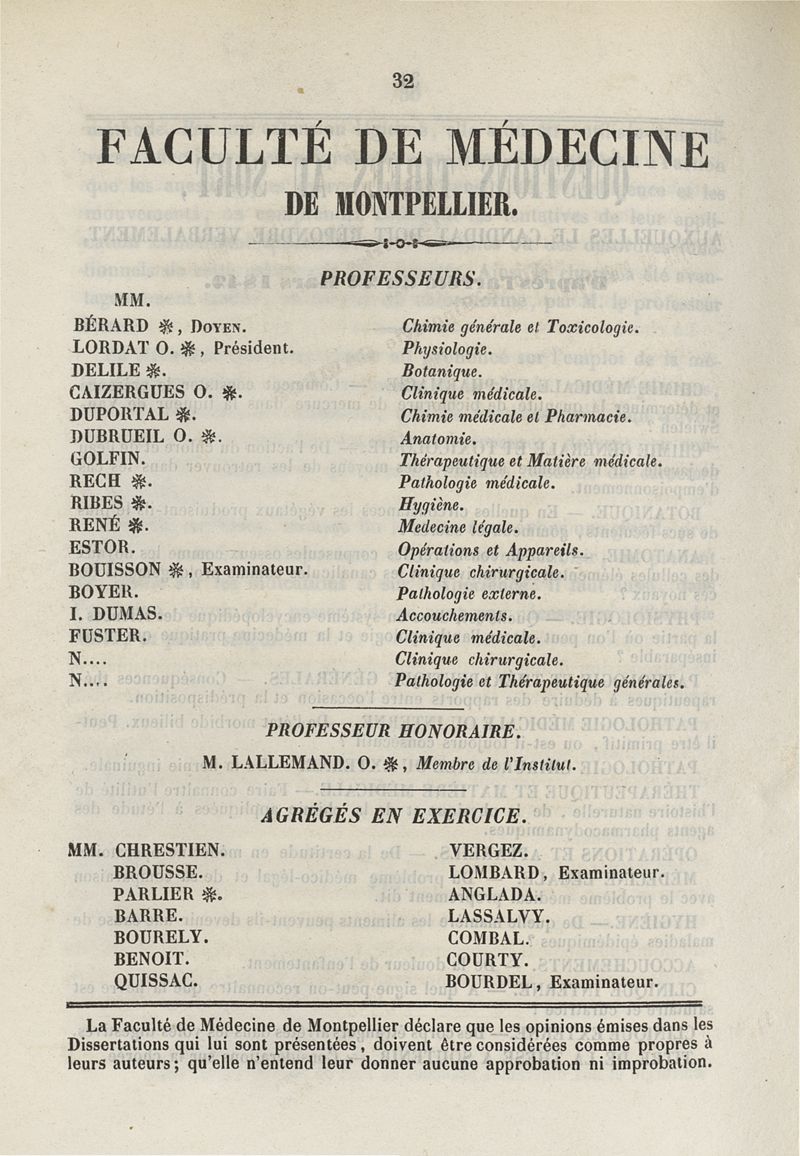 32
FACULTÉ DE MÉDECINE
DE MONTPELLIER.
PROFESSEURS.
MM.
BÉRARD ❋, DOYEN. Chimie générale et Toxicologie.
LORDAT O. ❋, Président. Physiologie.
DELILE ❋. Botanique.
CAIZERGUES O. ❋. Clinique médicale.
DUPORTAL ❋. Chimie médicale et Pharmacie.
DUBRUEIL O. ❋. Anatomie.
GOLFIN. Thérapeutique et Matière médicale.
RECH ❋. Pathologie médicale.
RIBES ❋. Hygiène.
RENÉ ❋. Medecine légale.
ESTOR. Opérations et Appareils.
BOUISSON ❋, Examinateur. Clinique chirurgicale.
BOYER. Pathologie externe.
I. DUMAS. Accouchements.
FUSTER. Clinique médicale.
N.... Clinique chirurgicale.
N.... Pathologie et Thérapeutique générales.
PROFESSEUR HONORAIRE.
M. LALLEMAND. O. ❋, Membre de l'Institut.
AGRÉGÉS EN EXERCICE.
MM. CHRESTIEN. VERGEZ.
BROUSSE. LOMBARD, Examinateur.
PARLIER ❋. ANGLADA.
BARRE. LASSALVY.
BOURELY. COMBAL.
BENOIT. COURTY.
QUISSAC. BOURDEL, Examinateur.
La Faculté de Médecine de Montpellier déclare que les opinions émises dans les
Dissertations qui lui sont présentées, doivent être considérées comme propres à
leurs auteurs; qu'elle n'entend leur donner aucune approbation ni improbation.